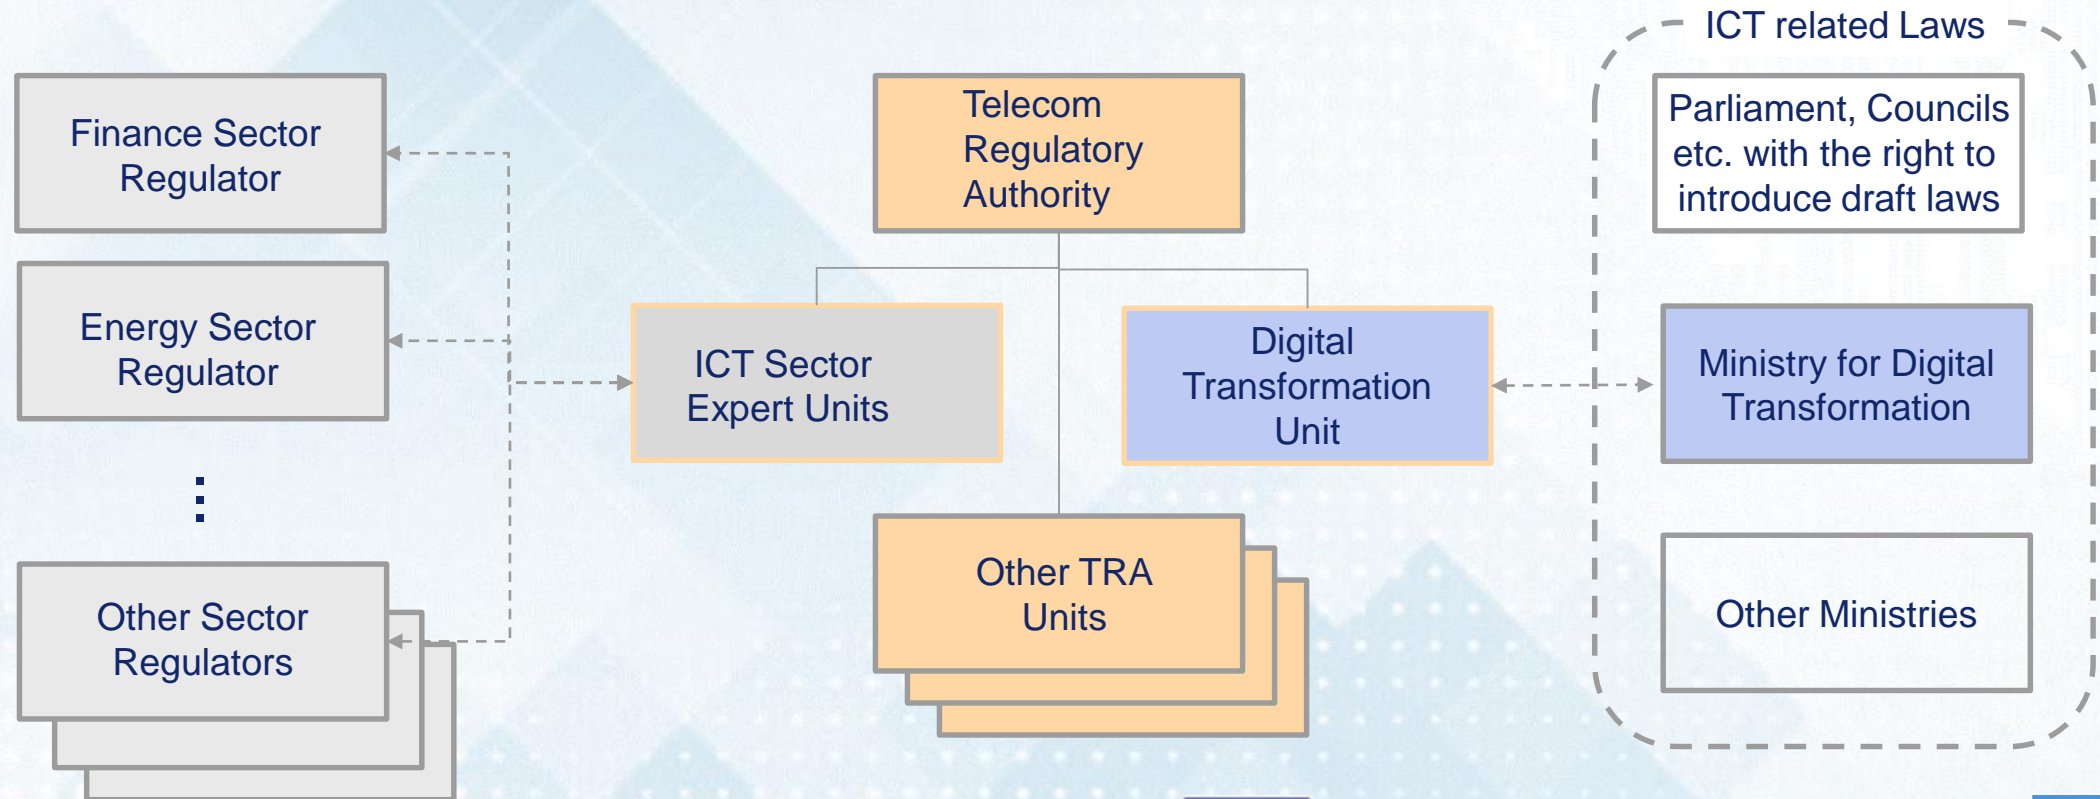 ICT related Laws
Finance Sector
Regulator
Telecom
Regulatory
Authority
Parliament, Councils
etc. with the right to
introduce draft laws
Energy Sector
Regulator
ICT Sector
Expert Units
Digital
Transformation
Unit
Ministry for Digital
Transformation
Other Sector
Regulators
Other TRA
Units
Other Ministries